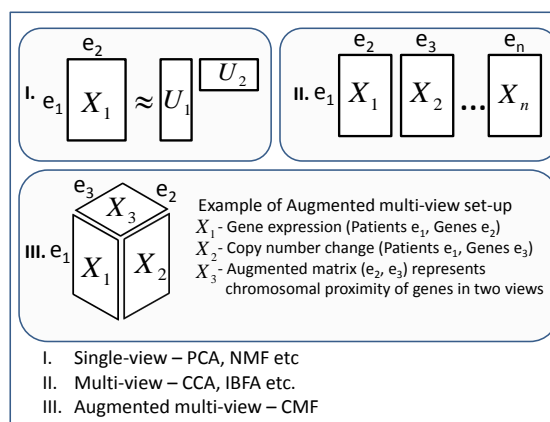 I.
e₂
e₁
X₁ ≈ U₁ U₂
II.
e₂ e₃ eₙ
e₁
X₁ X₂ ... Xₙ
III.
e₃ e₂
X₃
e₁
X₁ X₂
Example of Augmented multi-view set-up
X₁- Gene expression (Patients e₁, Genes e₂)
X₂- Copy number change (Patients e₁, Genes e₃)
X₃- Augmented matrix (e₂, e₃) represents
chromosomal proximity of genes in two views
I. Single-view – PCA, NMF etc
II. Multi-view – CCA, IBFA etc.
III. Augmented multi-view – CMF